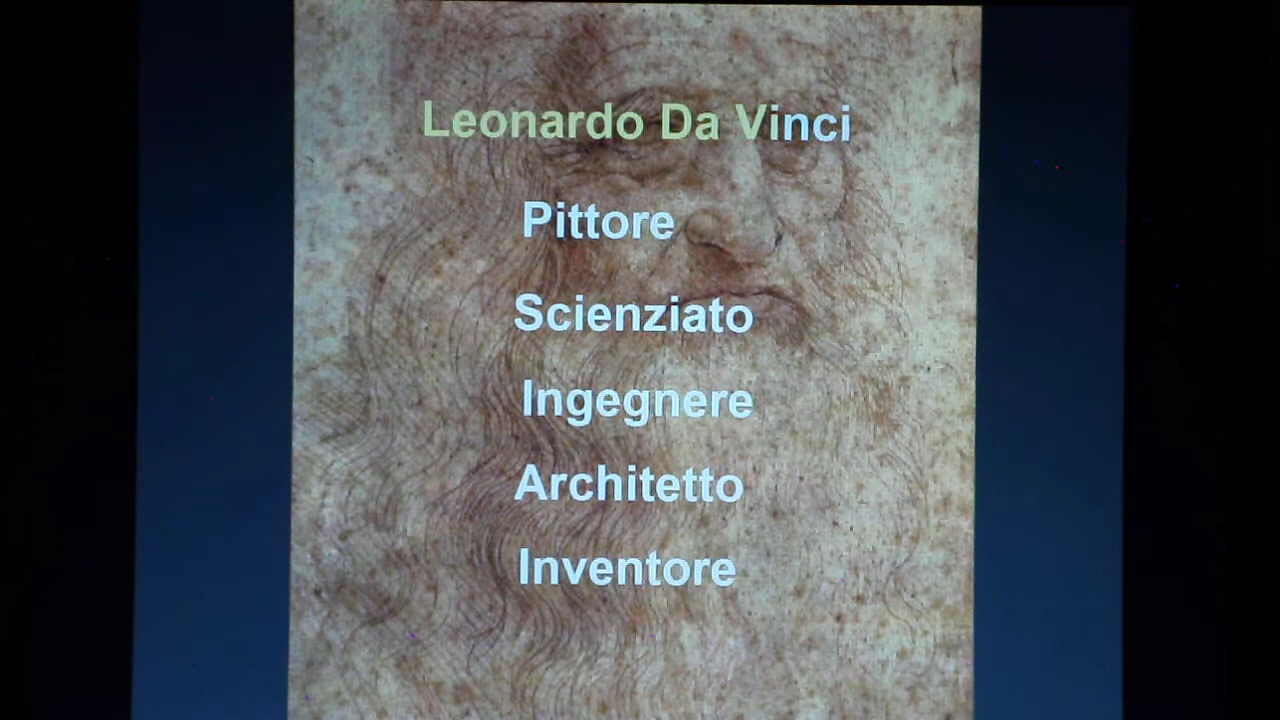 Leonardo Da Vinci
Pittore
Scienziato
Ingegnere
Architetto
Inventore